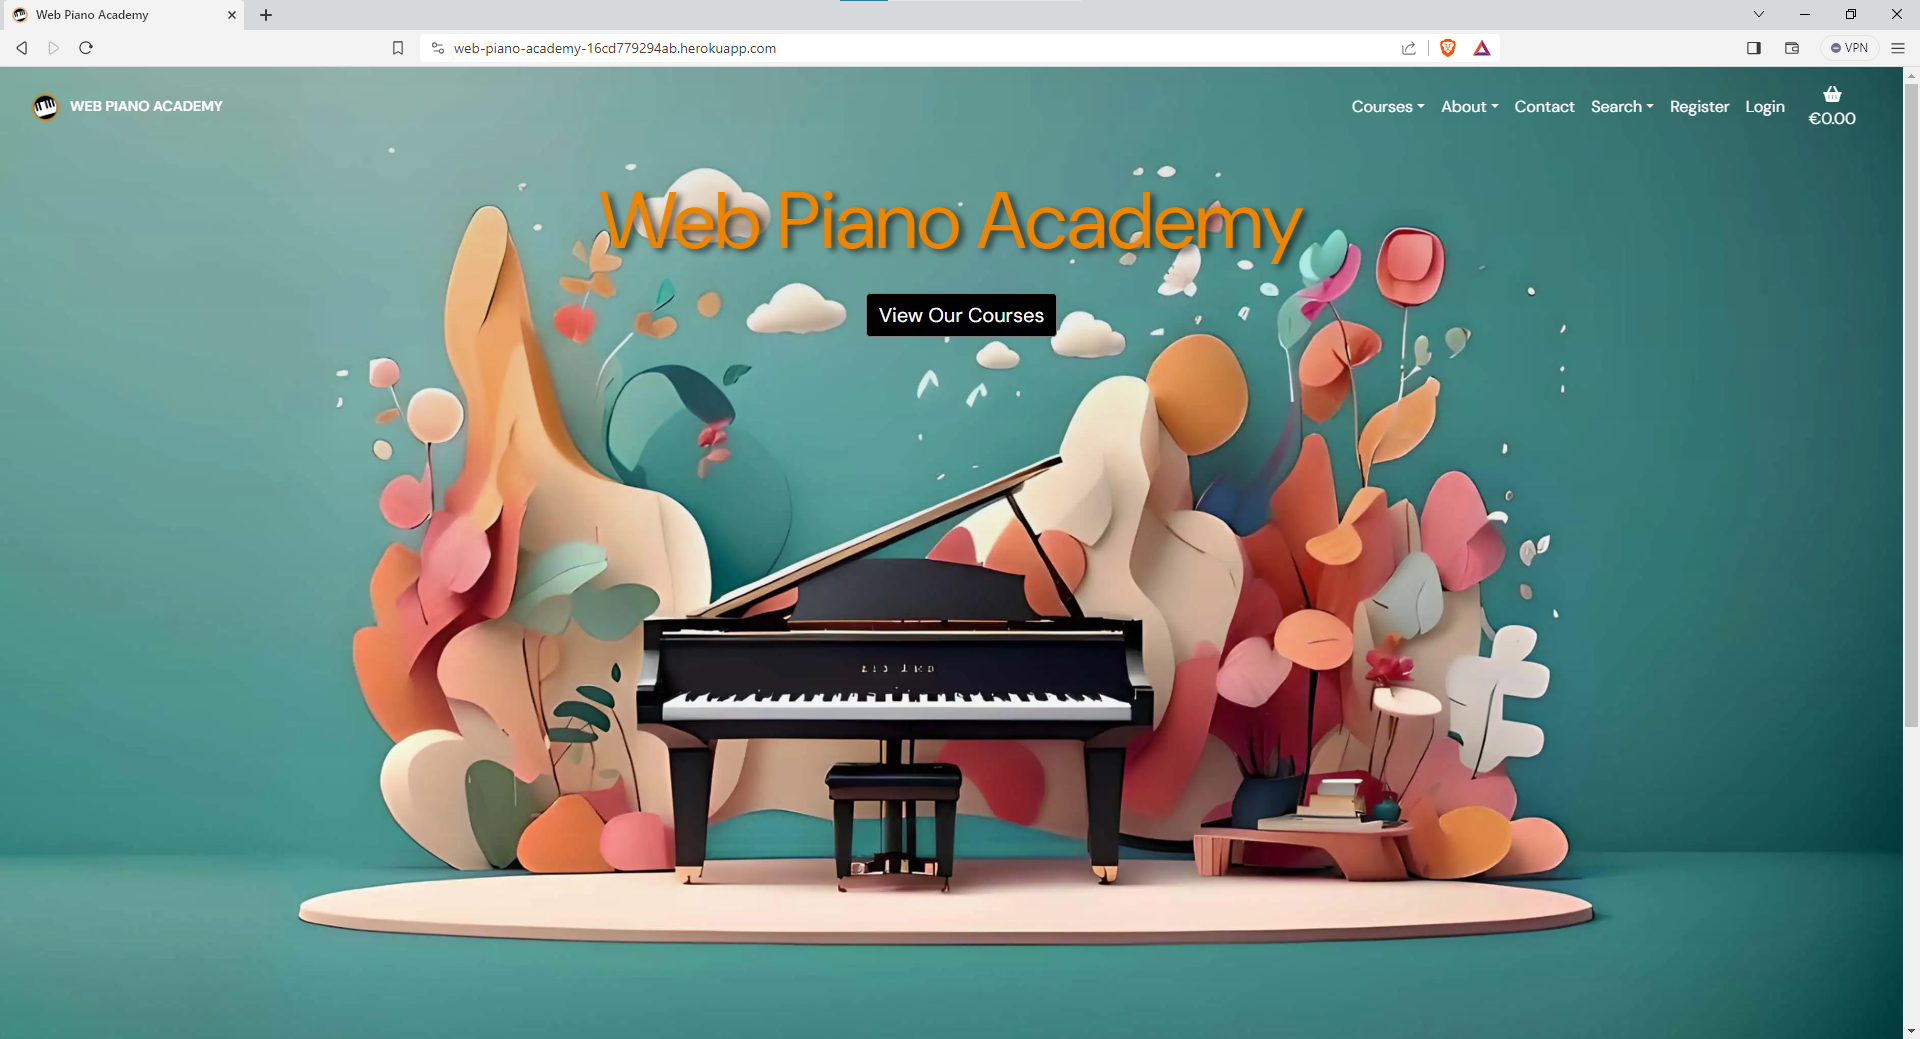 Web Piano Academy
web-piano-academy-16cd779294ab.herokuapp.com
VPN
WEB PIANO ACADEMY
Courses About Contact Search Register Login
€0.00
Web Piano Academy
View Our Courses